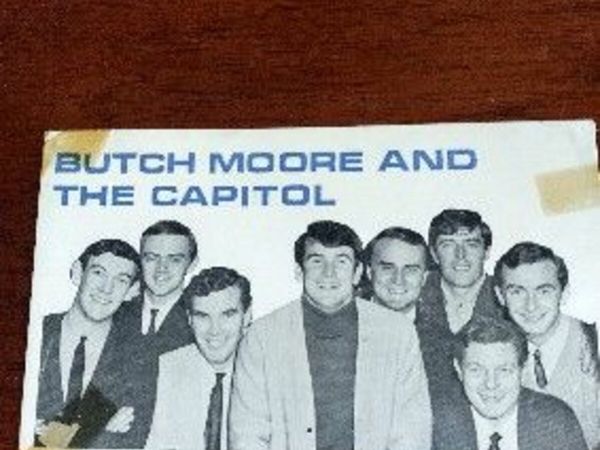 BUTCH MOORE AND
THE CAPITOL